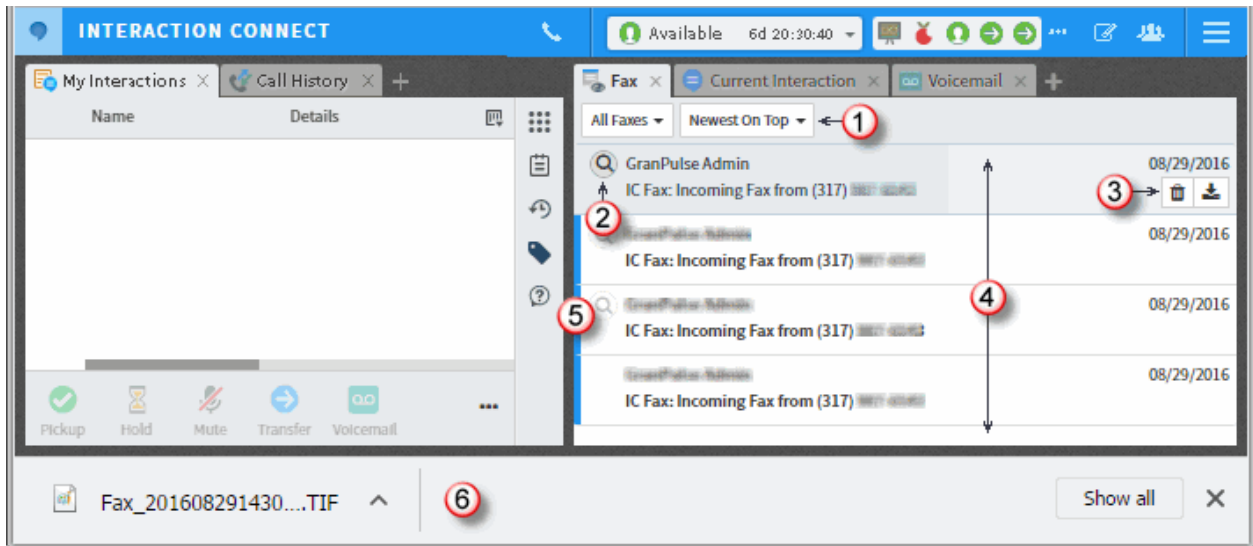 INTERACTION CONNECT
Available 6d 20:30:40
My Interactions
Call History
Name Details
Pickup Hold Mute Transfer Voicemail
Fax
Current Interaction
Voicemail
All Faxes Newest On Top 1
GranPulse Admin 08/29/2016
IC Fax: Incoming Fax from (317)
3
2
08/29/2016
IC Fax: Incoming Fax from (317)
5
4
08/29/2016
IC Fax: Incoming Fax from (317)
08/29/2016
IC Fax: Incoming Fax from (317)
Fax_201608291430....TIF
6
Show all